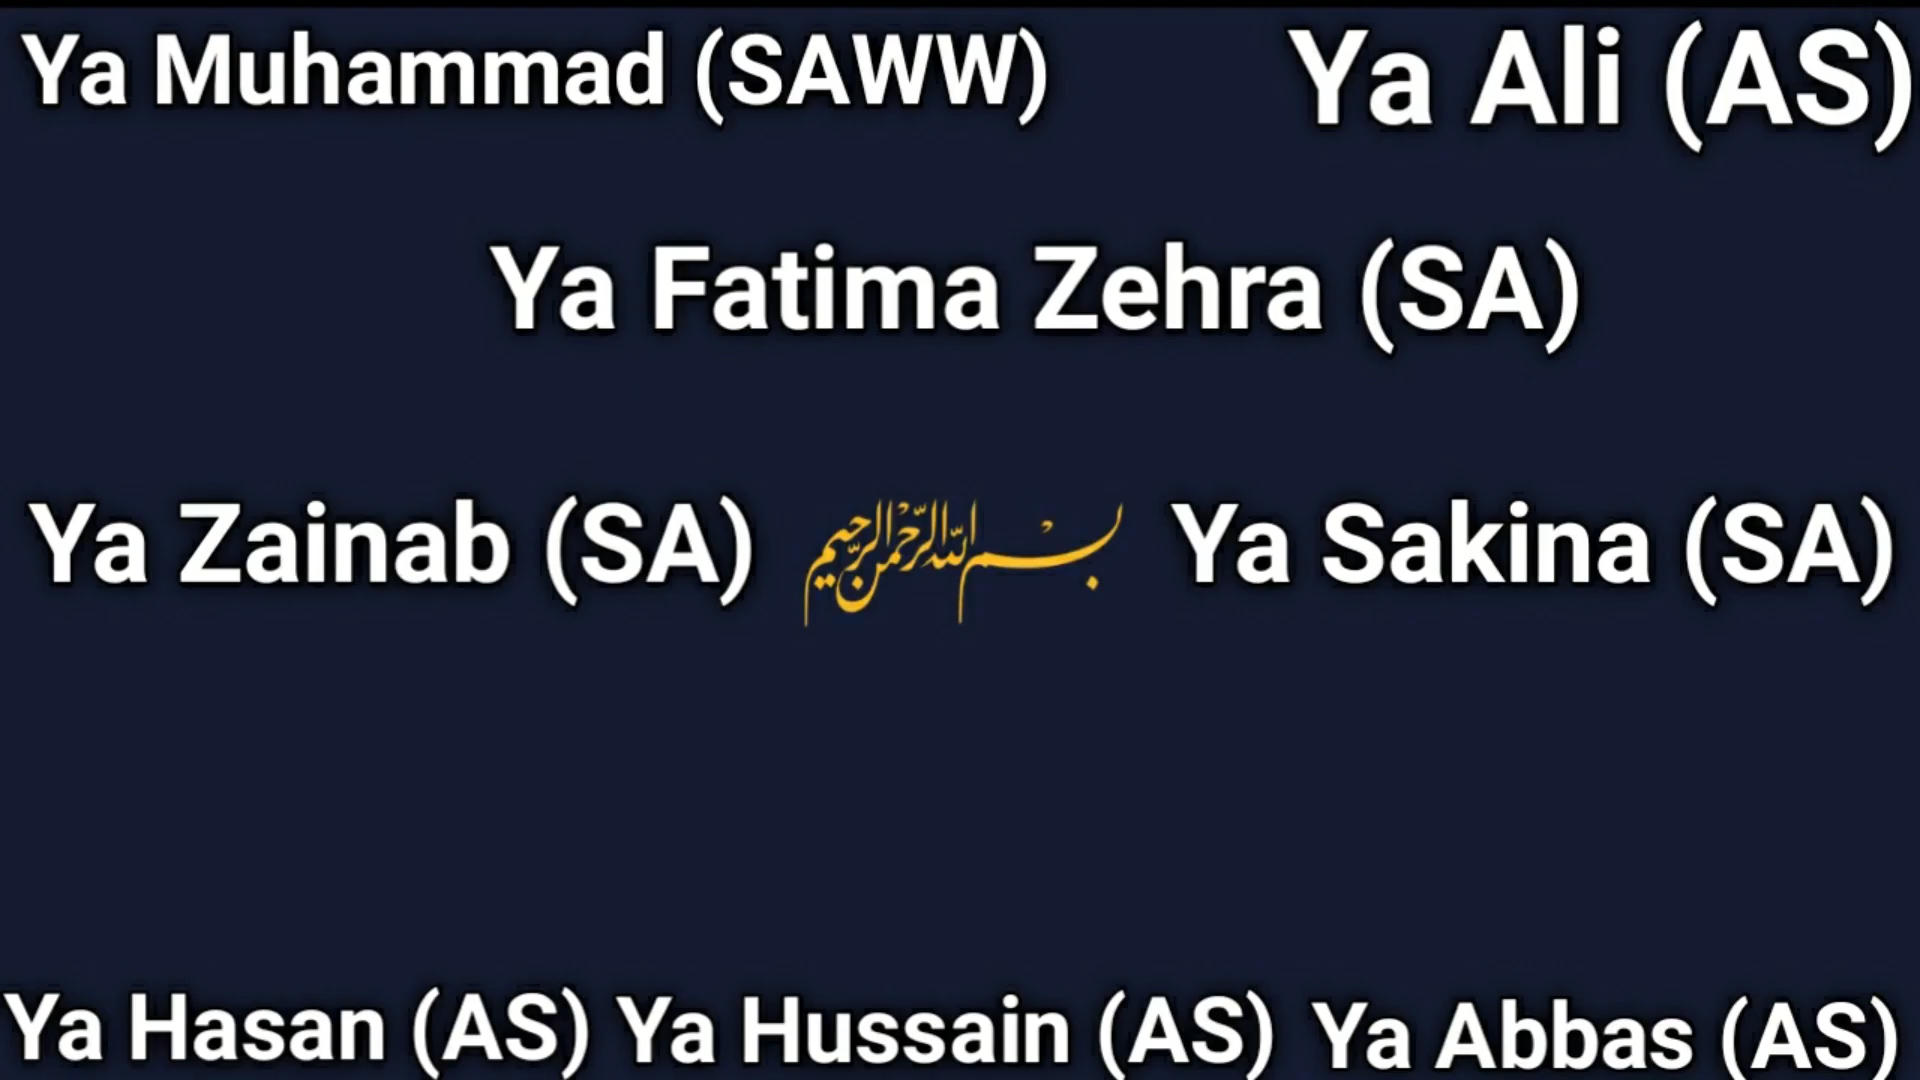 Ya Muhammad (SAWW) Ya Ali (AS)
Ya Fatima Zehra (SA)
Ya Zainab (SA) بسم الله الرحمن الرحيم Ya Sakina (SA)
Ya Hasan (AS) Ya Hussain (AS) Ya Abbas (AS)